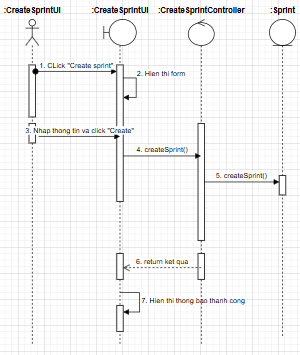 :CreateSprintUI :CreateSprintUI :CreateSprintController :Sprint
1. CLick "Create sprint"
2. Hien thi form
3. Nhap thong tin va click "Create"
4. createSprint()
5. createSprint()
6. return ket qua
7. Hien thi thong bao thanh cong